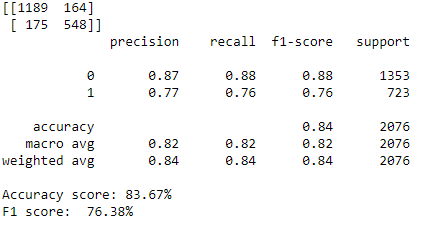 [[1189 164]
[ 175 548]]
precision recall f1-score support
0 0.87 0.88 0.88 1353
1 0.77 0.76 0.76 723
accuracy 0.84 2076
macro avg 0.82 0.82 0.82 2076
weighted avg 0.84 0.84 0.84 2076
Accuracy score: 83.67%
F1 score: 76.38%